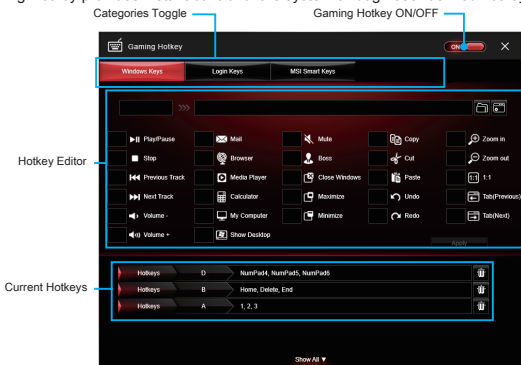 Categories Toggle
Gaming Hotkey ON/OFF
Gaming Hotkey
ON
Windows Keys
Login Keys
MSI Smart Keys
Hotkey Editor
Play/Pause
Mail
Mute
Copy
Zoom in
Stop
Browser
Boss
Cut
Zoom out
Previous Track
Media Player
Close Windows
Paste
1:1
1:1
Next Track
Calculator
Maximize
Undo
Tab(Previous)
Volume -
My Computer
Minimize
Redo
Tab(Next)
Volume +
Show Desktop
Apply
Current Hotkeys
Hotkeys D NumPad4, NumPad5, NumPad6
Hotkeys B Home, Delete, End
Hotkeys A 1, 2, 3
Show All ▼